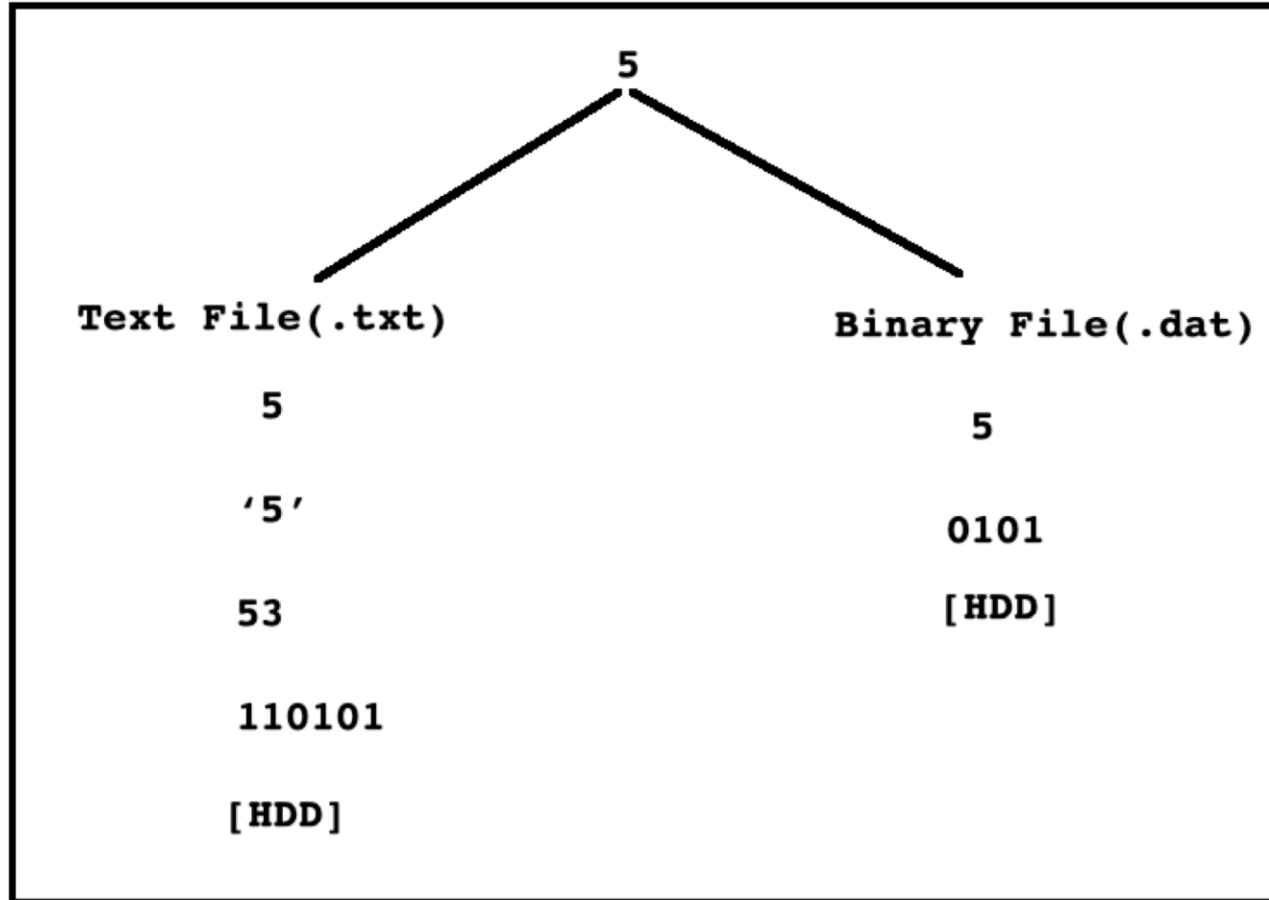 5
Text File(.txt)
5
‘5’
53
110101
[HDD]
Binary File(.dat)
5
0101
[HDD]